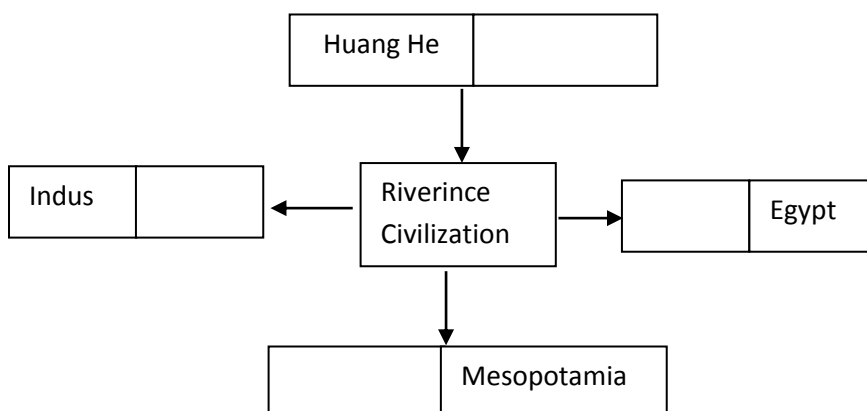 Huang He
Indus
Riverince
Civilization
Egypt
Mesopotamia